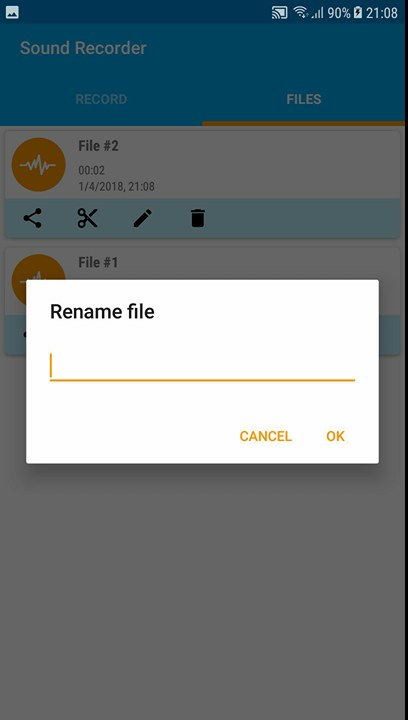 90% 21:08
Sound Recorder
RECORD FILES
File #2
00:02
1/4/2018, 21:08
File #1
Rename file
CANCEL OK